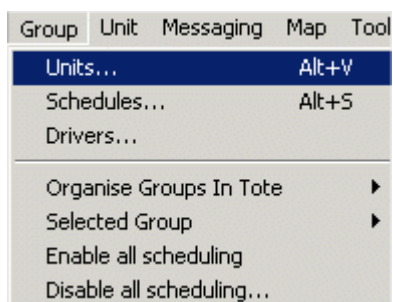 Group Unit Messaging Map Tool
Units... Alt+V
Schedules... Alt+S
Drivers...
Organise Groups In Tote
Selected Group
Enable all scheduling
Disable all scheduling...